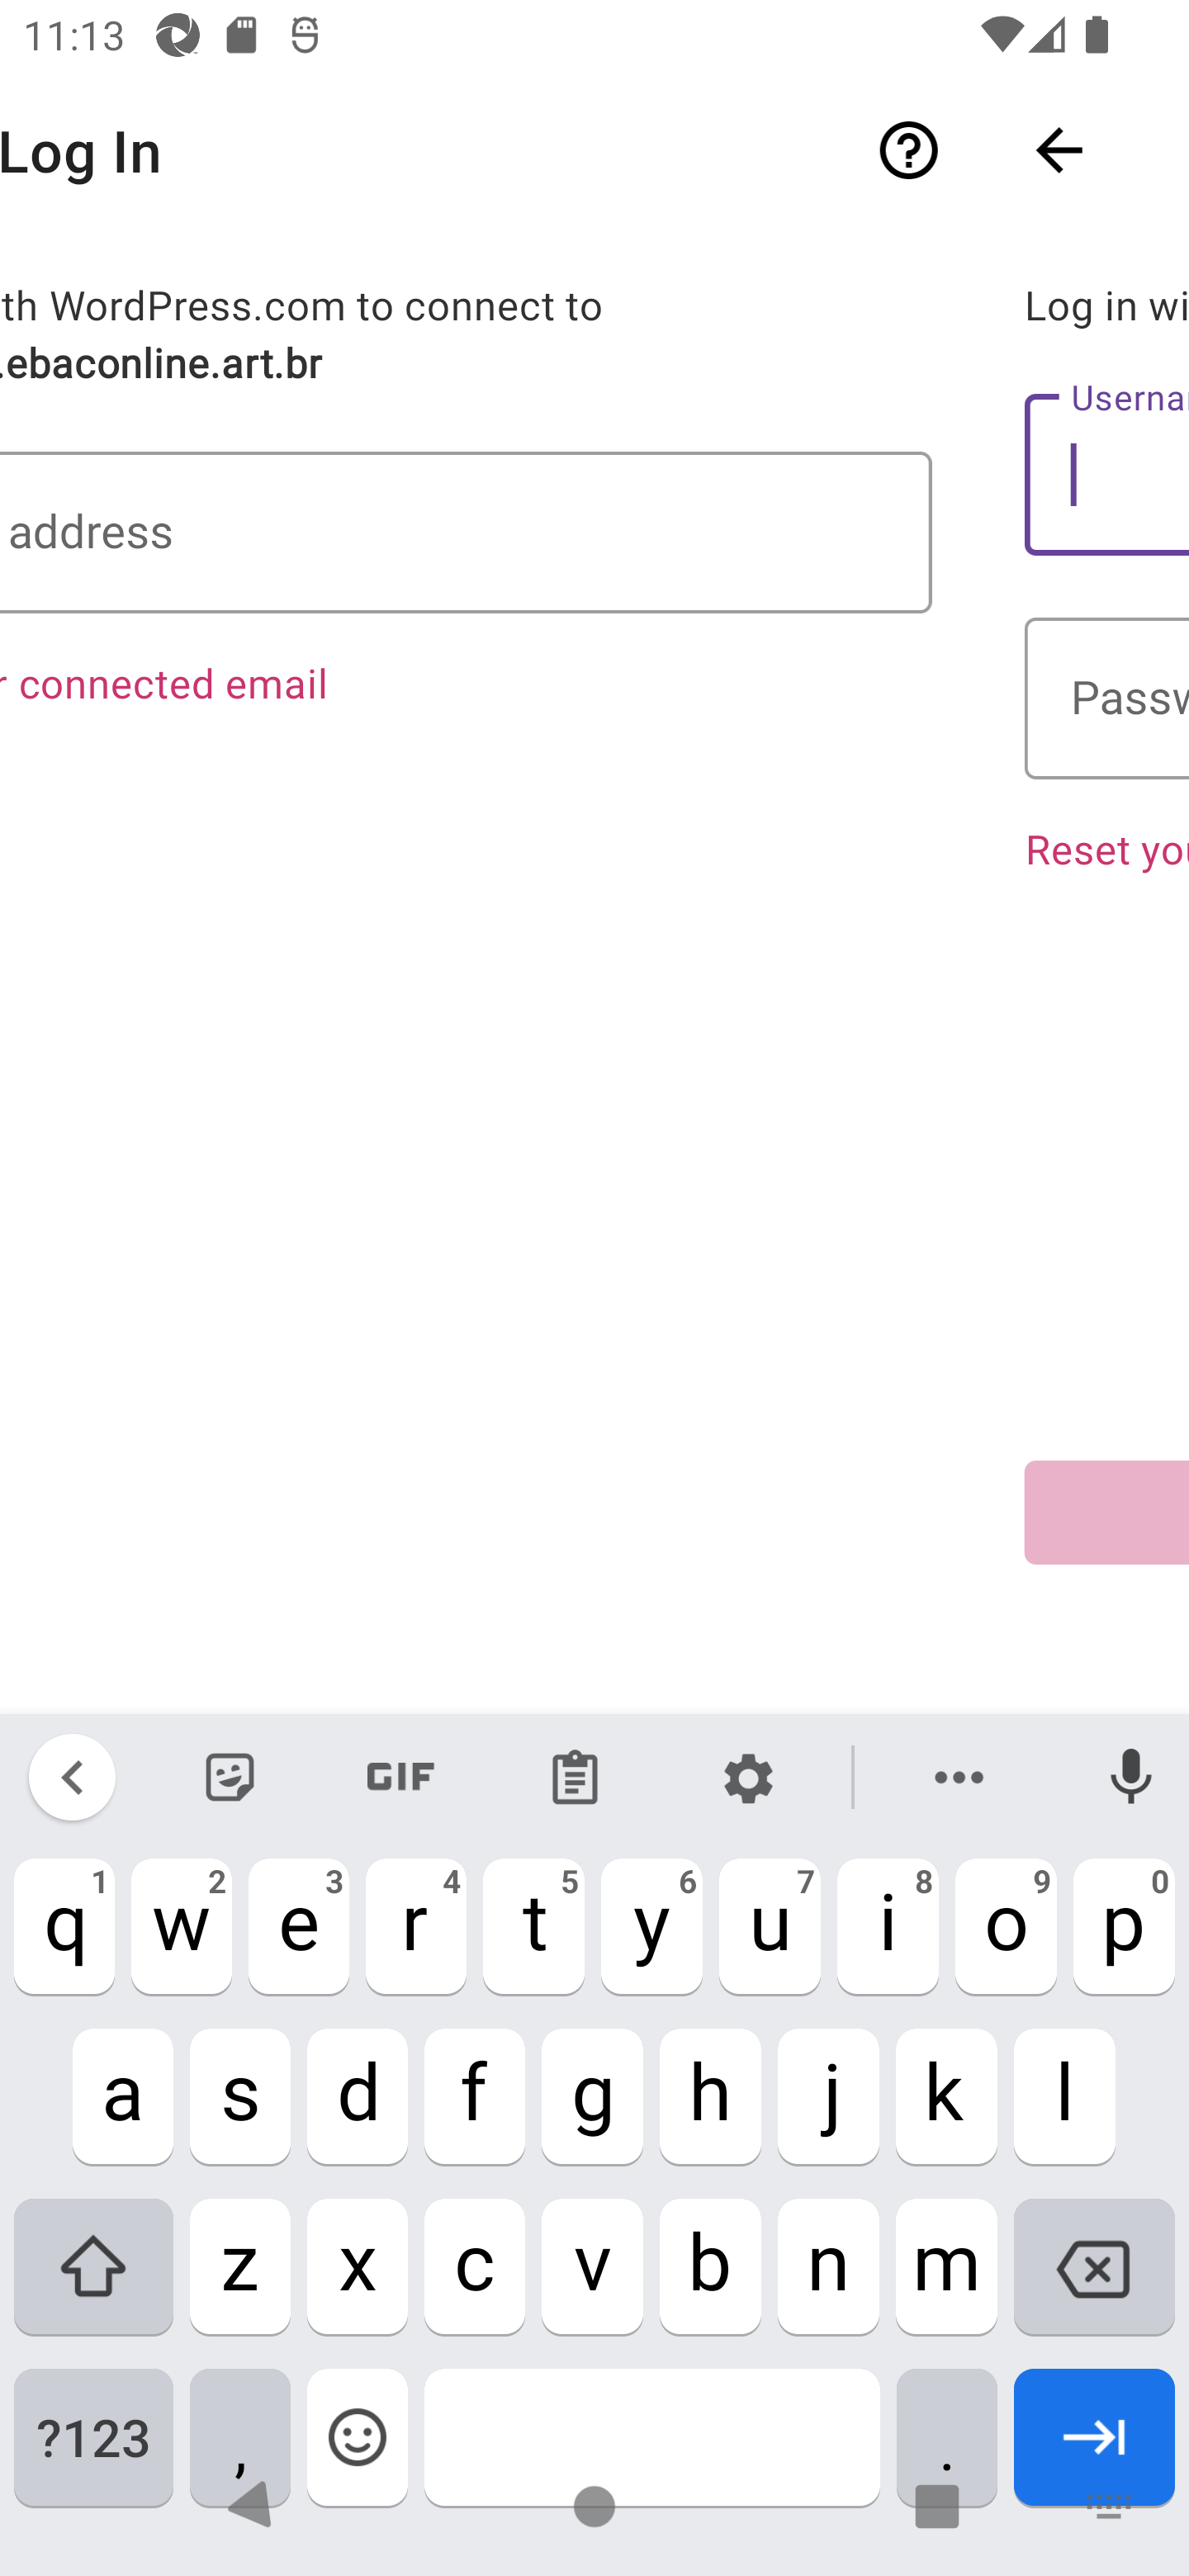 11:13
Log In
th WordPress.com to connect to
.ebaconline.art.br
address
r connected email
Log in wi
Userna
Passw
Reset you
GIF
1 2 3 4 5 6 7 8 9 0
q w e r t y u i o p
a s d f g h j k l
z x c v b n m
?123 , .